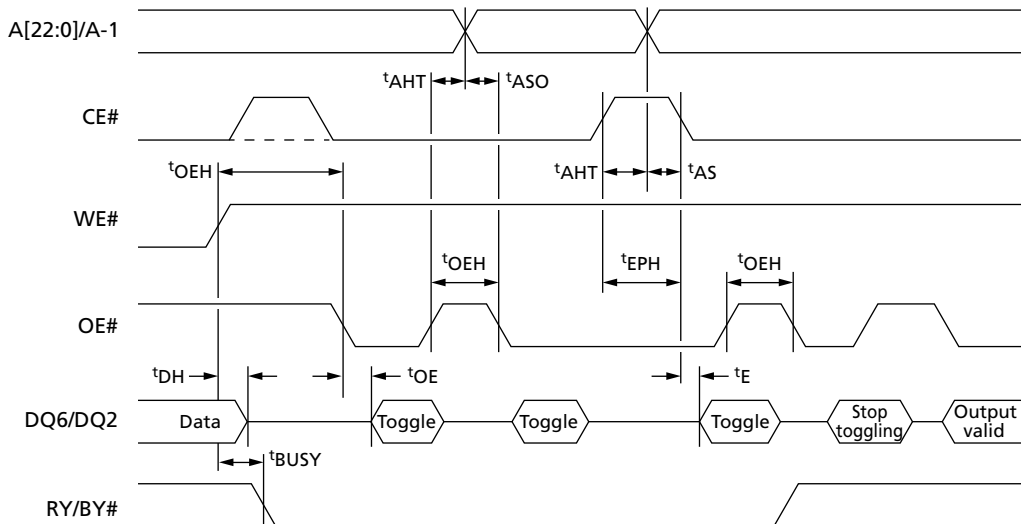 A[22:0]/A-1
tAHT tASO
CE#
tOEH tAHT tAS
WE#
tOEH tEPH tOEH
OE#
tDH tOE tE
DQ6/DQ2 Data Toggle Toggle Toggle Stop toggling Output valid
tBUSY
RY/BY#